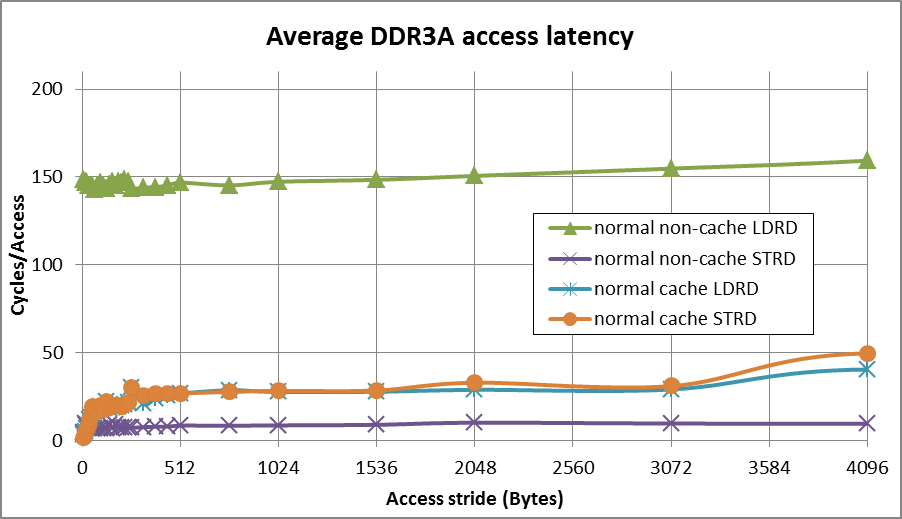 Average DDR3A access latency
Cycles/Access
200
150
100
50
0
normal non-cache LDRD
normal non-cache STRD
normal cache LDRD
normal cache STRD
0 512 1024 1536 2048 2560 3072 3584 4096
Access stride (Bytes)